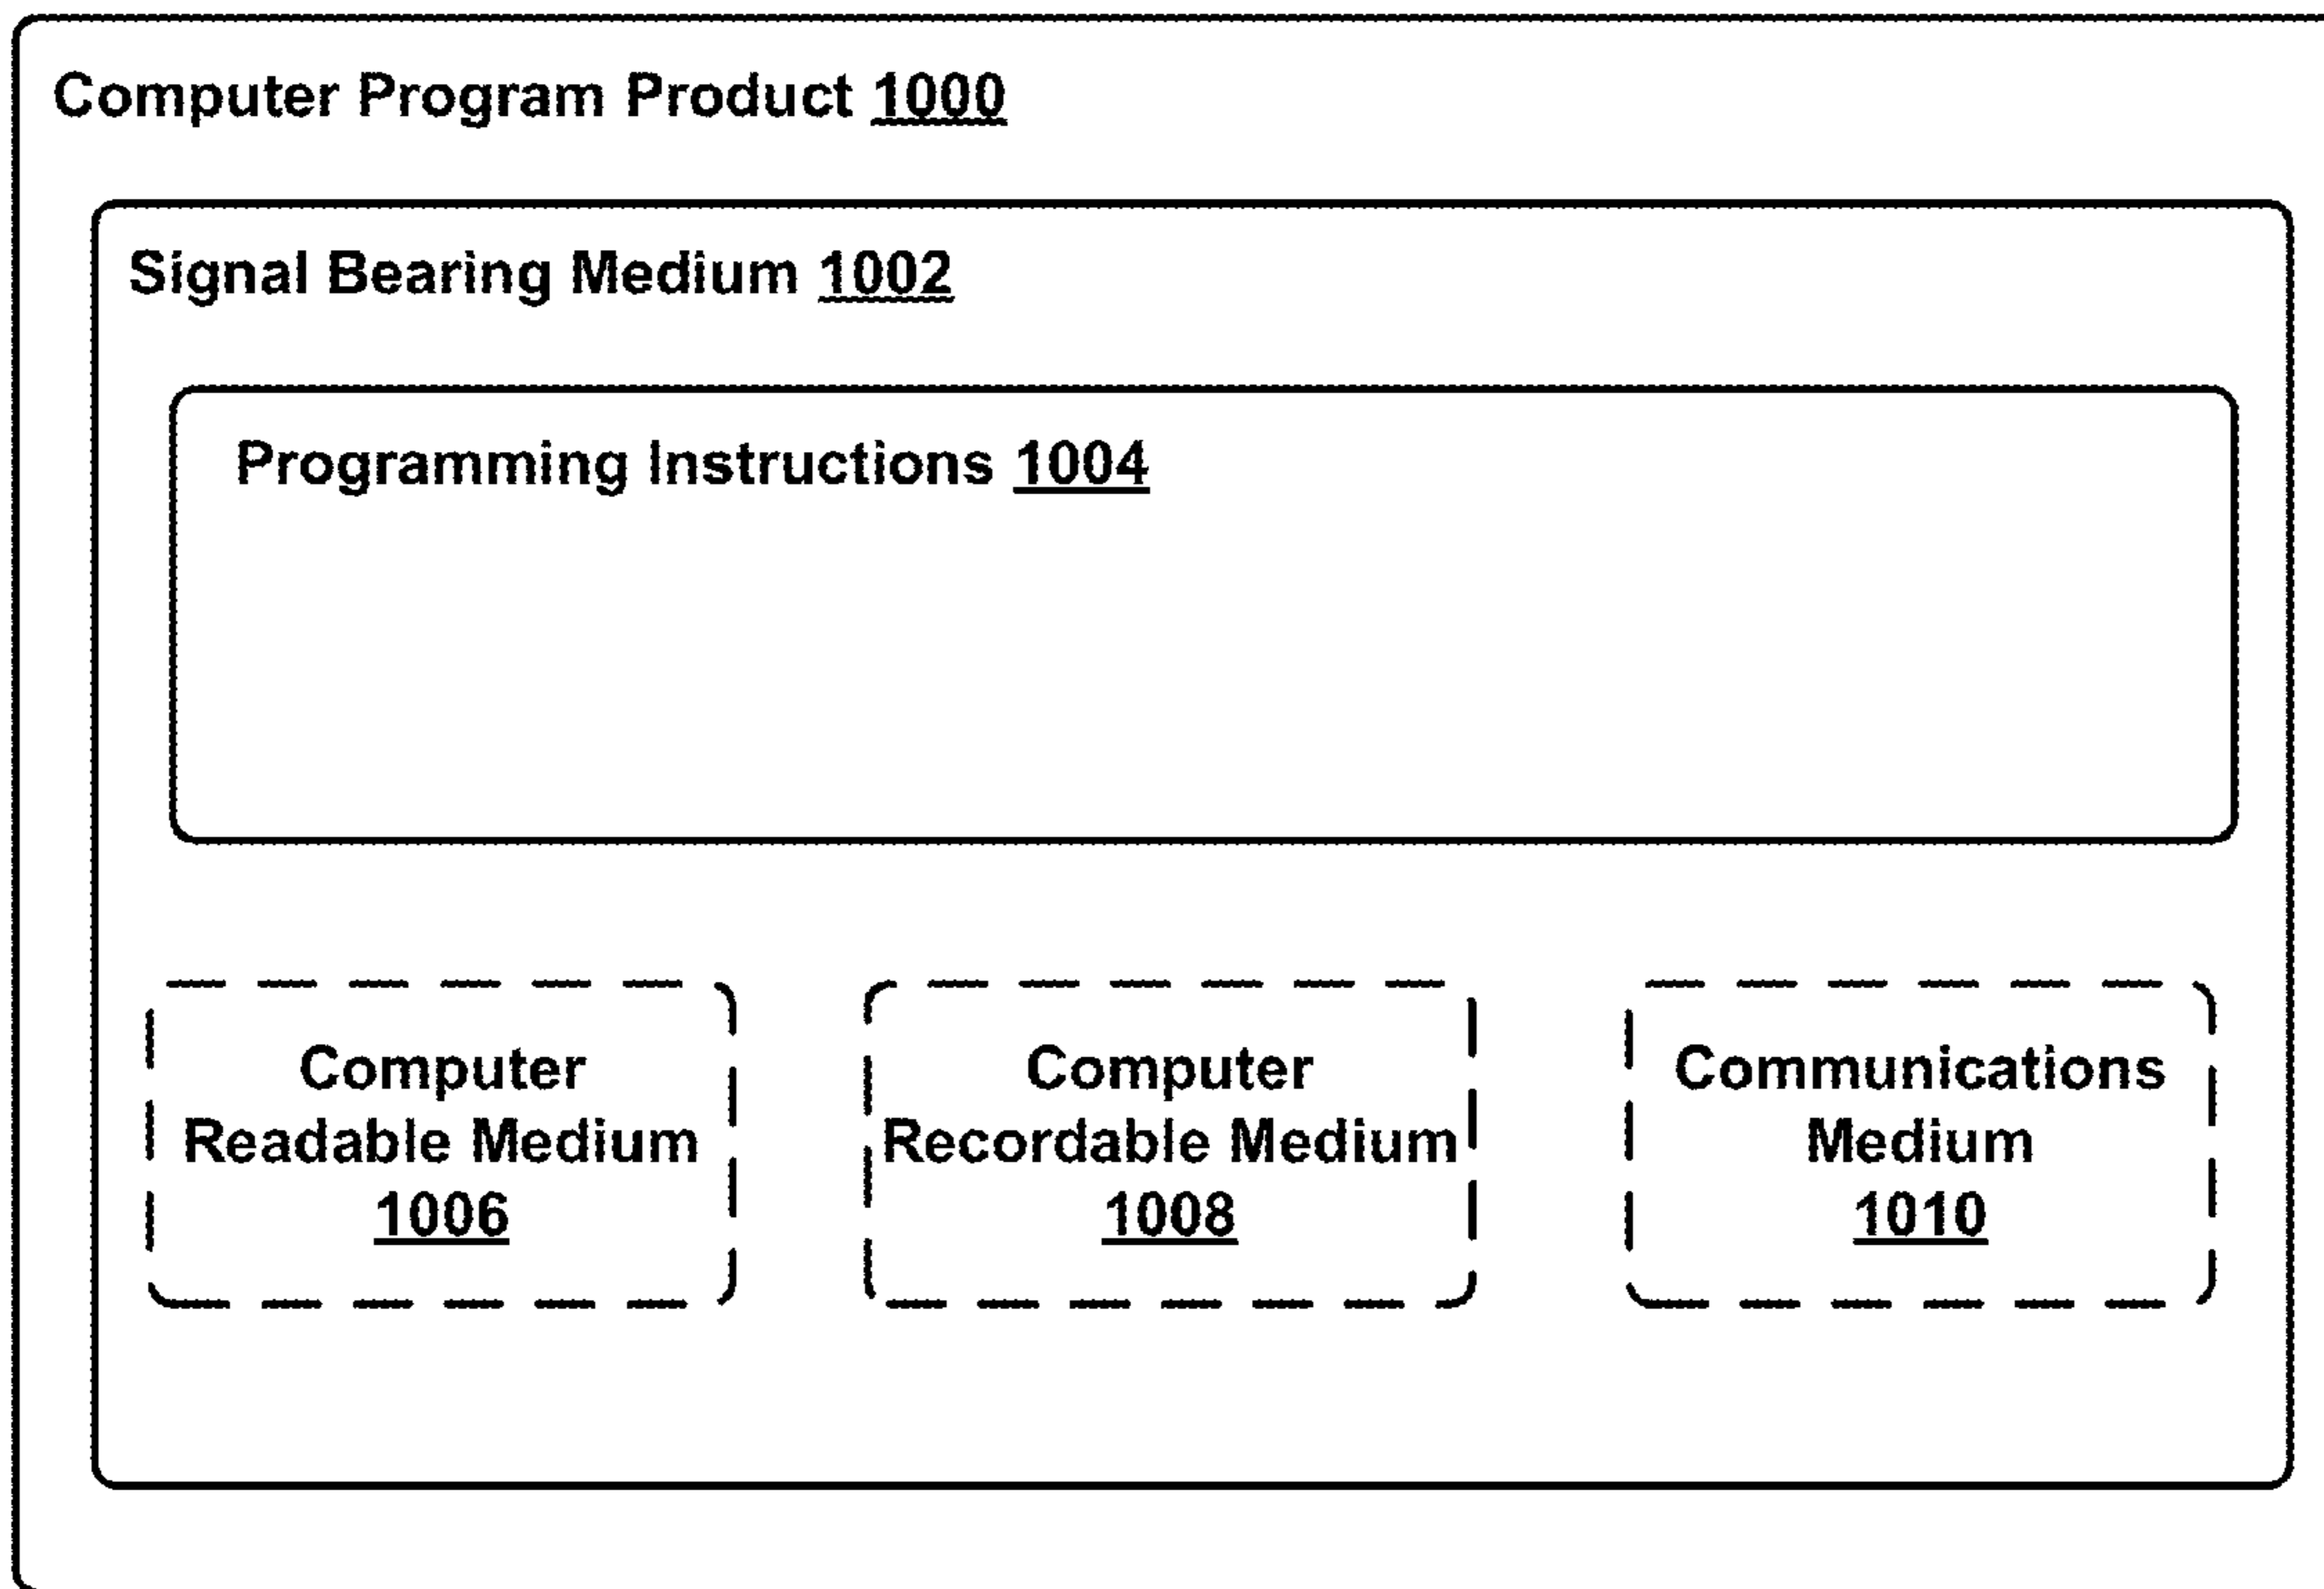 Computer Program Product 1000
Signal Bearing Medium 1002
Programming Instructions 1004
Computer
Readable Medium
1006
Computer
Recordable Medium
1008
Communications
Medium
1010